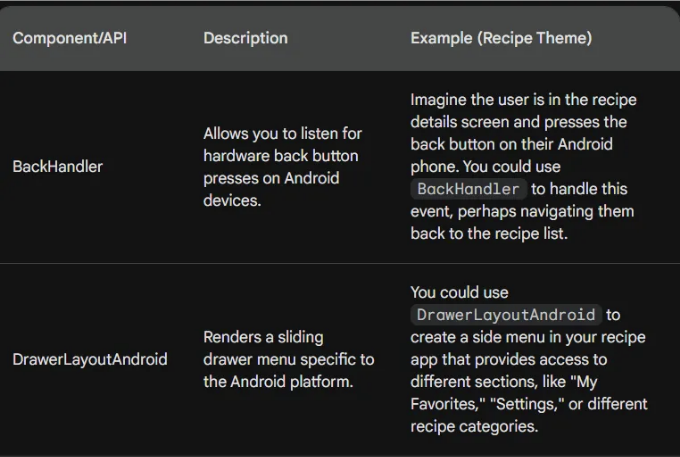 Component/API
Description
Example (Recipe Theme)
BackHandler
Allows you to listen for
hardware back button
presses on Android
devices.
Imagine the user is in the recipe
details screen and presses the
back button on their Android
phone. You could use
BackHandler to handle this
event, perhaps navigating them
back to the recipe list.
DrawerLayoutAndroid
Renders a sliding
drawer menu specific to
the Android platform.
You could use
DrawerLayoutAndroid to
create a side menu in your recipe
app that provides access to
different sections, like "My
Favorites," "Settings," or different
recipe categories.